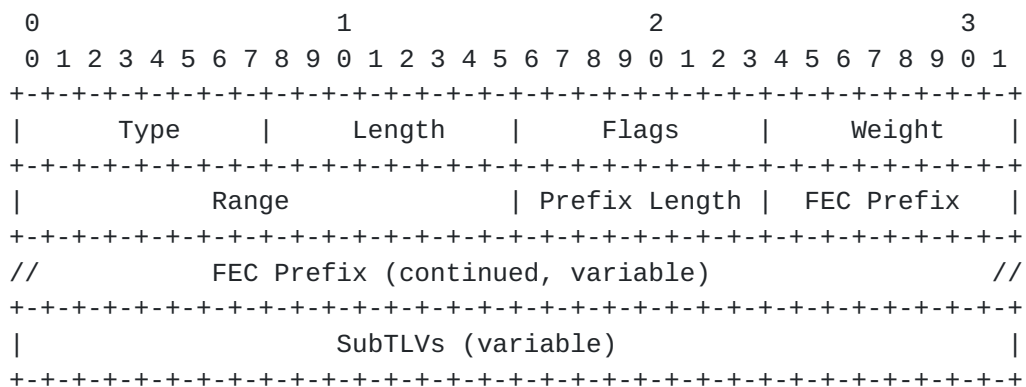 0                   1                   2                   3
 0 1 2 3 4 5 6 7 8 9 0 1 2 3 4 5 6 7 8 9 0 1 2 3 4 5 6 7 8 9 0 1
+-+-+-+-+-+-+-+-+-+-+-+-+-+-+-+-+-+-+-+-+-+-+-+-+-+-+-+-+-+-+-+-+
|      Type     |     Length    |     Flags     |     Weight    |
+-+-+-+-+-+-+-+-+-+-+-+-+-+-+-+-+-+-+-+-+-+-+-+-+-+-+-+-+-+-+-+-+
|            Range              | Prefix Length |  FEC Prefix   |
+-+-+-+-+-+-+-+-+-+-+-+-+-+-+-+-+-+-+-+-+-+-+-+-+-+-+-+-+-+-+-+-+
//           FEC Prefix (continued, variable)                  //
+-+-+-+-+-+-+-+-+-+-+-+-+-+-+-+-+-+-+-+-+-+-+-+-+-+-+-+-+-+-+-+-+
|                    SubTLVs (variable)                         |
+-+-+-+-+-+-+-+-+-+-+-+-+-+-+-+-+-+-+-+-+-+-+-+-+-+-+-+-+-+-+-+-+